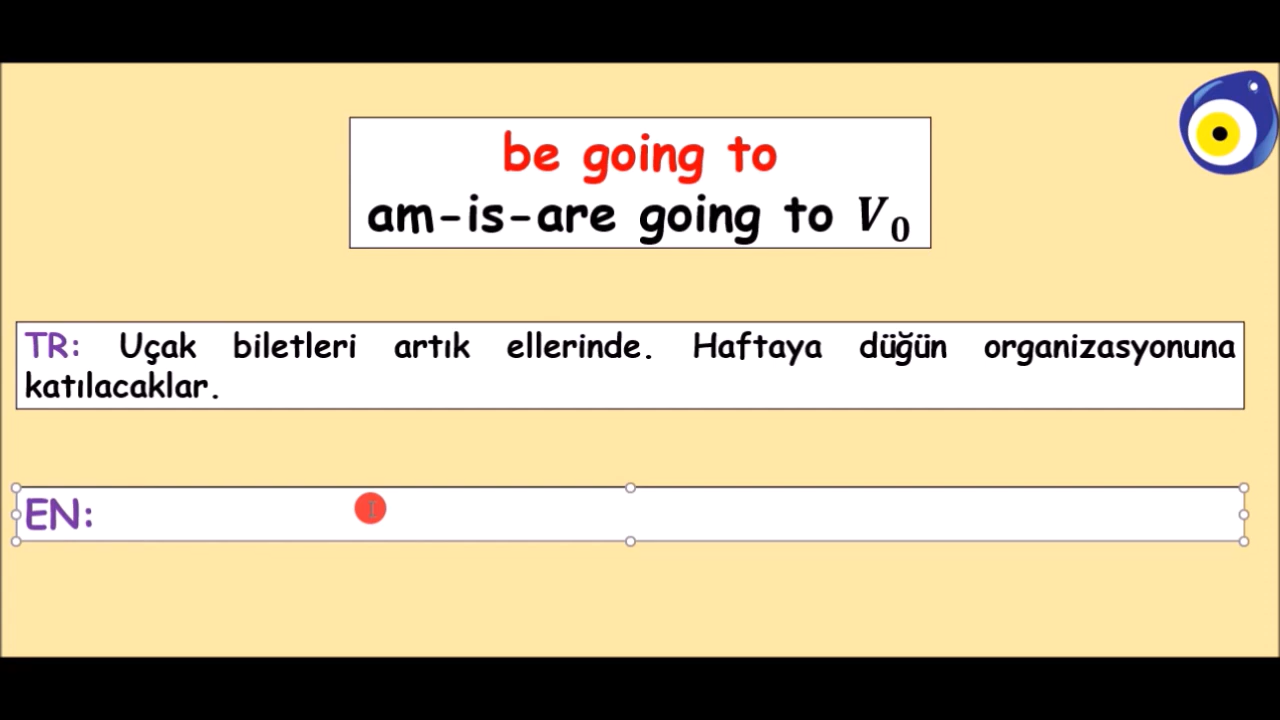 be going to
am-is-are going to V₀
TR: Uçak biletleri artık ellerinde. Haftaya düğün organizasyonuna
katılacaklar.
EN: